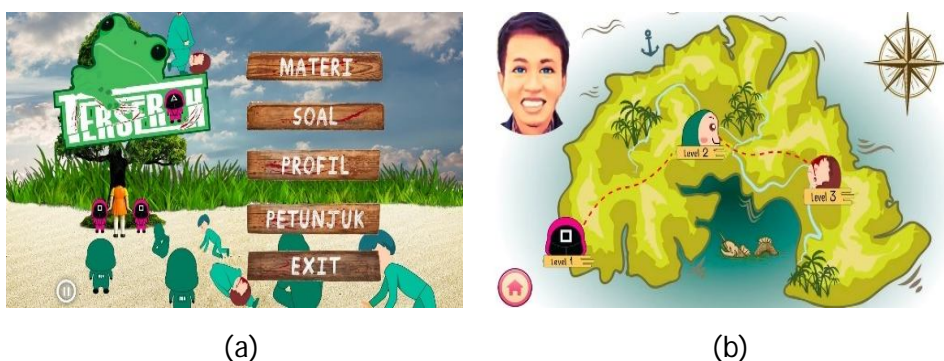 TERSERAH
MATERI
SOAL
PROFIL
PETUNJUK
EXIT
Level 1
Level 2
Level 3
(a)
(b)